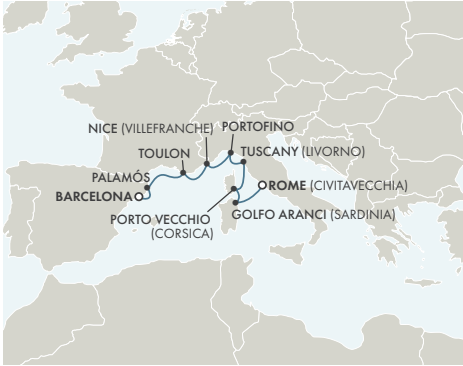 NICE (VILLEFRANCHE)
PORTOFINO
TOULON
TUSCANY (LIVORNO)
PALAMÓS
BARCELONA
ROME (CIVITAVECCHIA)
PORTO VECCHIO
(CORSICA)
GOLFO ARANCI (SARDINIA)